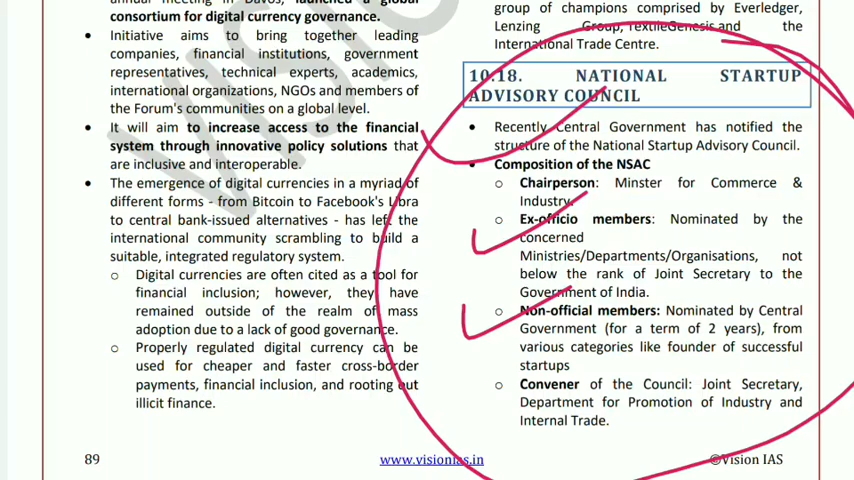 annual meeting in Davos, launched a global
consortium for digital currency governance.
• Initiative aims to bring together leading
companies, financial institutions, government
representatives, technical experts, academics,
international organizations, NGOs and members of
the Forum's communities on a global level.
• It will aim to increase access to the financial
system through innovative policy solutions that
are inclusive and interoperable.
• The emergence of digital currencies in a myriad of
different forms - from Bitcoin to Facebook's Libra
to central bank-issued alternatives - has left the
international community scrambling to build a
suitable, integrated regulatory system.
o Digital currencies are often cited as a tool for
financial inclusion; however, they have
remained outside of the realm of mass
adoption due to a lack of good governance.
o Properly regulated digital currency can be
used for cheaper and faster cross-border
payments, financial inclusion, and rooting out
illicit finance.
group of champions comprised by Everledger,
Lenzing Group, TextileGenesis and the
International Trade Centre.
10.18. NATIONAL STARTUP
ADVISORY COUNCIL
• Recently Central Government has notified the
structure of the National Startup Advisory Council.
• Composition of the NSAC
o Chairperson: Minster for Commerce &
Industry.
o Ex-officio members: Nominated by the
concerned
Ministries/Departments/Organisations, not
below the rank of Joint Secretary to the
Government of India.
o Non-official members: Nominated by Central
Government (for a term of 2 years), from
various categories like founder of successful
startups
o Convener of the Council: Joint Secretary,
Department for Promotion of Industry and
Internal Trade.
89
www.visionias.in
©Vision IAS